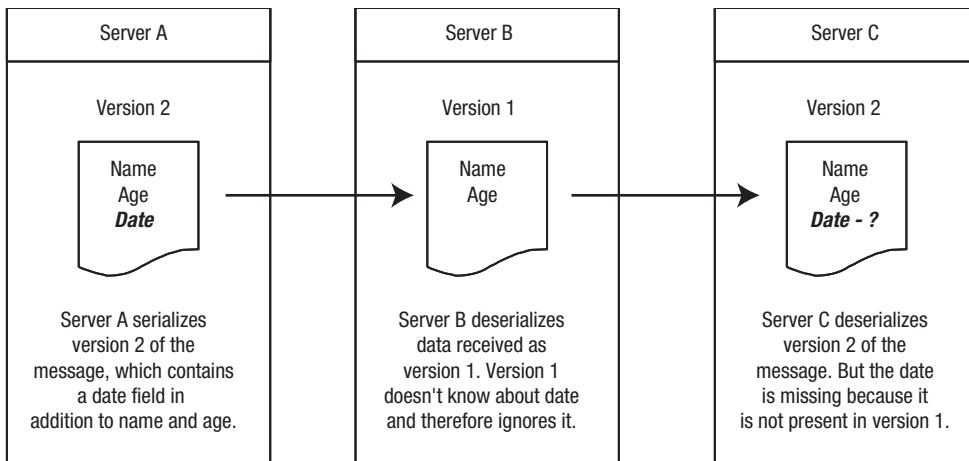 Server A
Version 2
Name
Age
Date
Server A serializes
version 2 of the
message, which contains
a date field in
addition to name and age.
Server B
Version 1
Name
Age
Server B deserializes
data received as
version 1. Version 1
doesn't know about date
and therefore ignores it.
Server C
Version 2
Name
Age
Date - ?
Server C deserializes
version 2 of the
message. But the date
is missing because it
is not present in version 1.